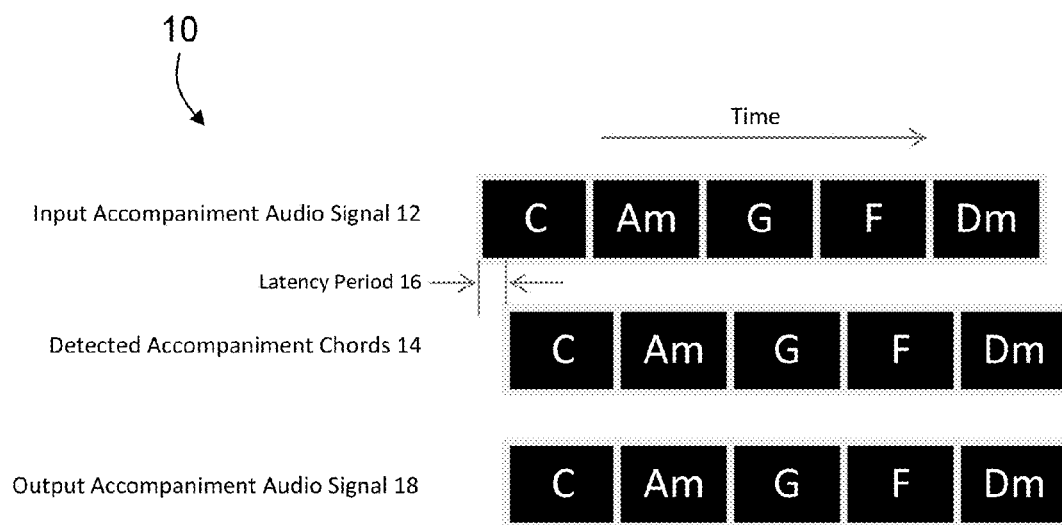 10
Time
Input Accompaniment Audio Signal 12
C Am G F Dm
Latency Period 16
Detected Accompaniment Chords 14
C Am G F Dm
Output Accompaniment Audio Signal 18
C Am G F Dm